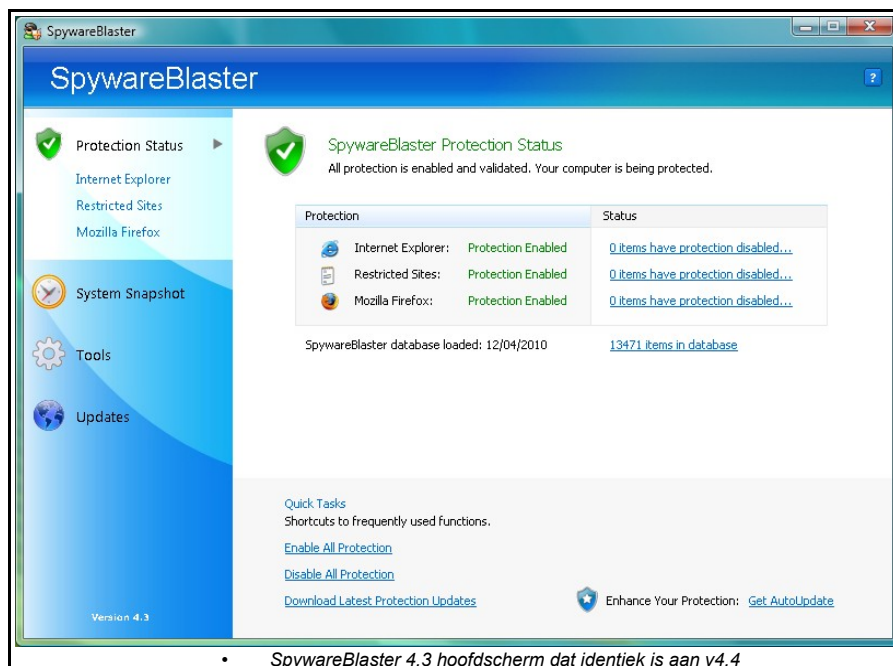 SpywareBlaster
SpywareBlaster
?
Protection Status
Internet Explorer
Restricted Sites
Mozilla Firefox
System Snapshot
Tools
Updates
Version 4.3
SpywareBlaster Protection Status
All protection is enabled and validated. Your computer is being protected.
Protection Status
Internet Explorer: Protection Enabled 0 items have protection disabled...
Restricted Sites: Protection Enabled 0 items have protection disabled...
Mozilla Firefox: Protection Enabled 0 items have protection disabled...
SpywareBlaster database loaded: 12/04/2010 13471 items in database
Quick Tasks
Shortcuts to frequently used functions.
Enable All Protection
Disable All Protection
Download Latest Protection Updates
Enhance Your Protection: Get AutoUpdate
• SpywareBlaster 4.3 hoofdscherm dat identiek is aan v4.4